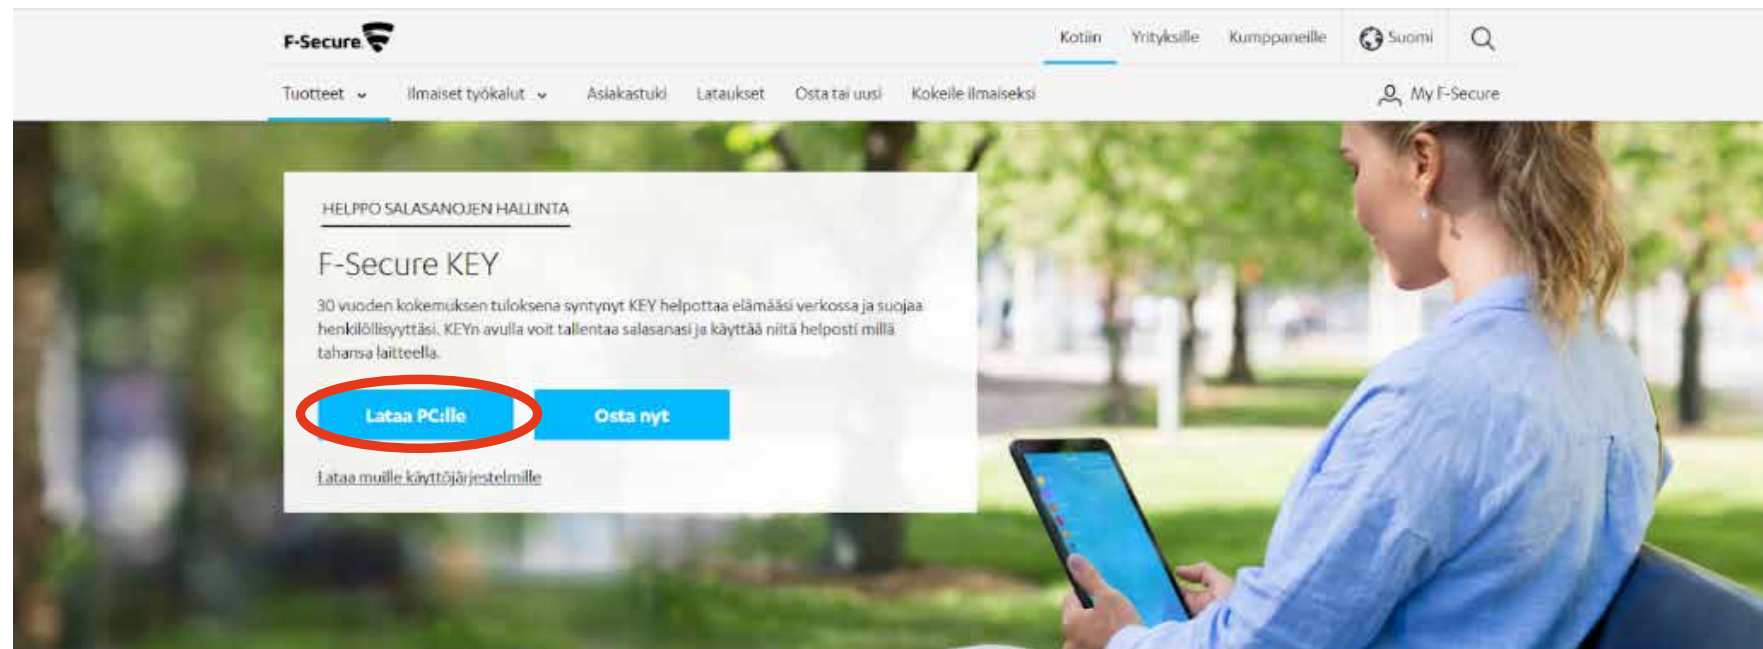 F-Secure
Kotiin Yrityksille Kumppaneille Suomi
Tuotteet Ilmaiset työkalut Asiakastuki Lataukset Osta tai uusi Kokeile ilmaiseksi My F-Secure
HELPPO SALASANOJEN HALLINTA
F-Secure KEY
30 vuoden kokemuksen tuloksena syntynyt KEY helpottaa elämääsi verkossa ja suojaa
henkilöllisyyttäsi. KEYn avulla voit tallentaa salasanasi ja käyttää niitä helposti millä
tahansa laitteella.
Lataa PC:lle Osta nyt
Lataa muille käyttöjärjestelmille